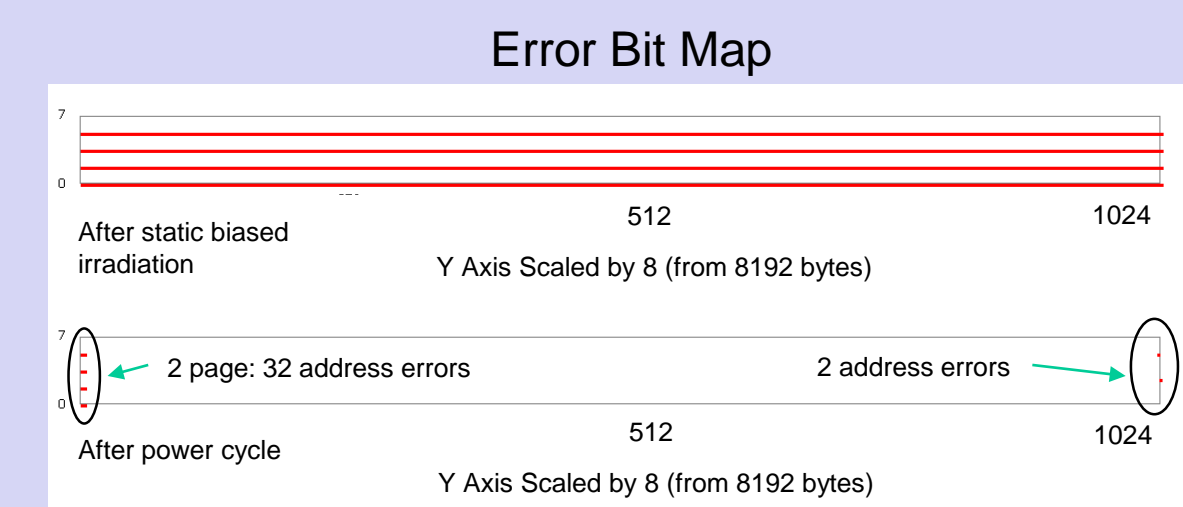 Error Bit Map
7
0
512
1024
After static biased
irradiation
Y Axis Scaled by 8 (from 8192 bytes)
7
2 page: 32 address errors
2 address errors
0
512
1024
After power cycle
Y Axis Scaled by 8 (from 8192 bytes)